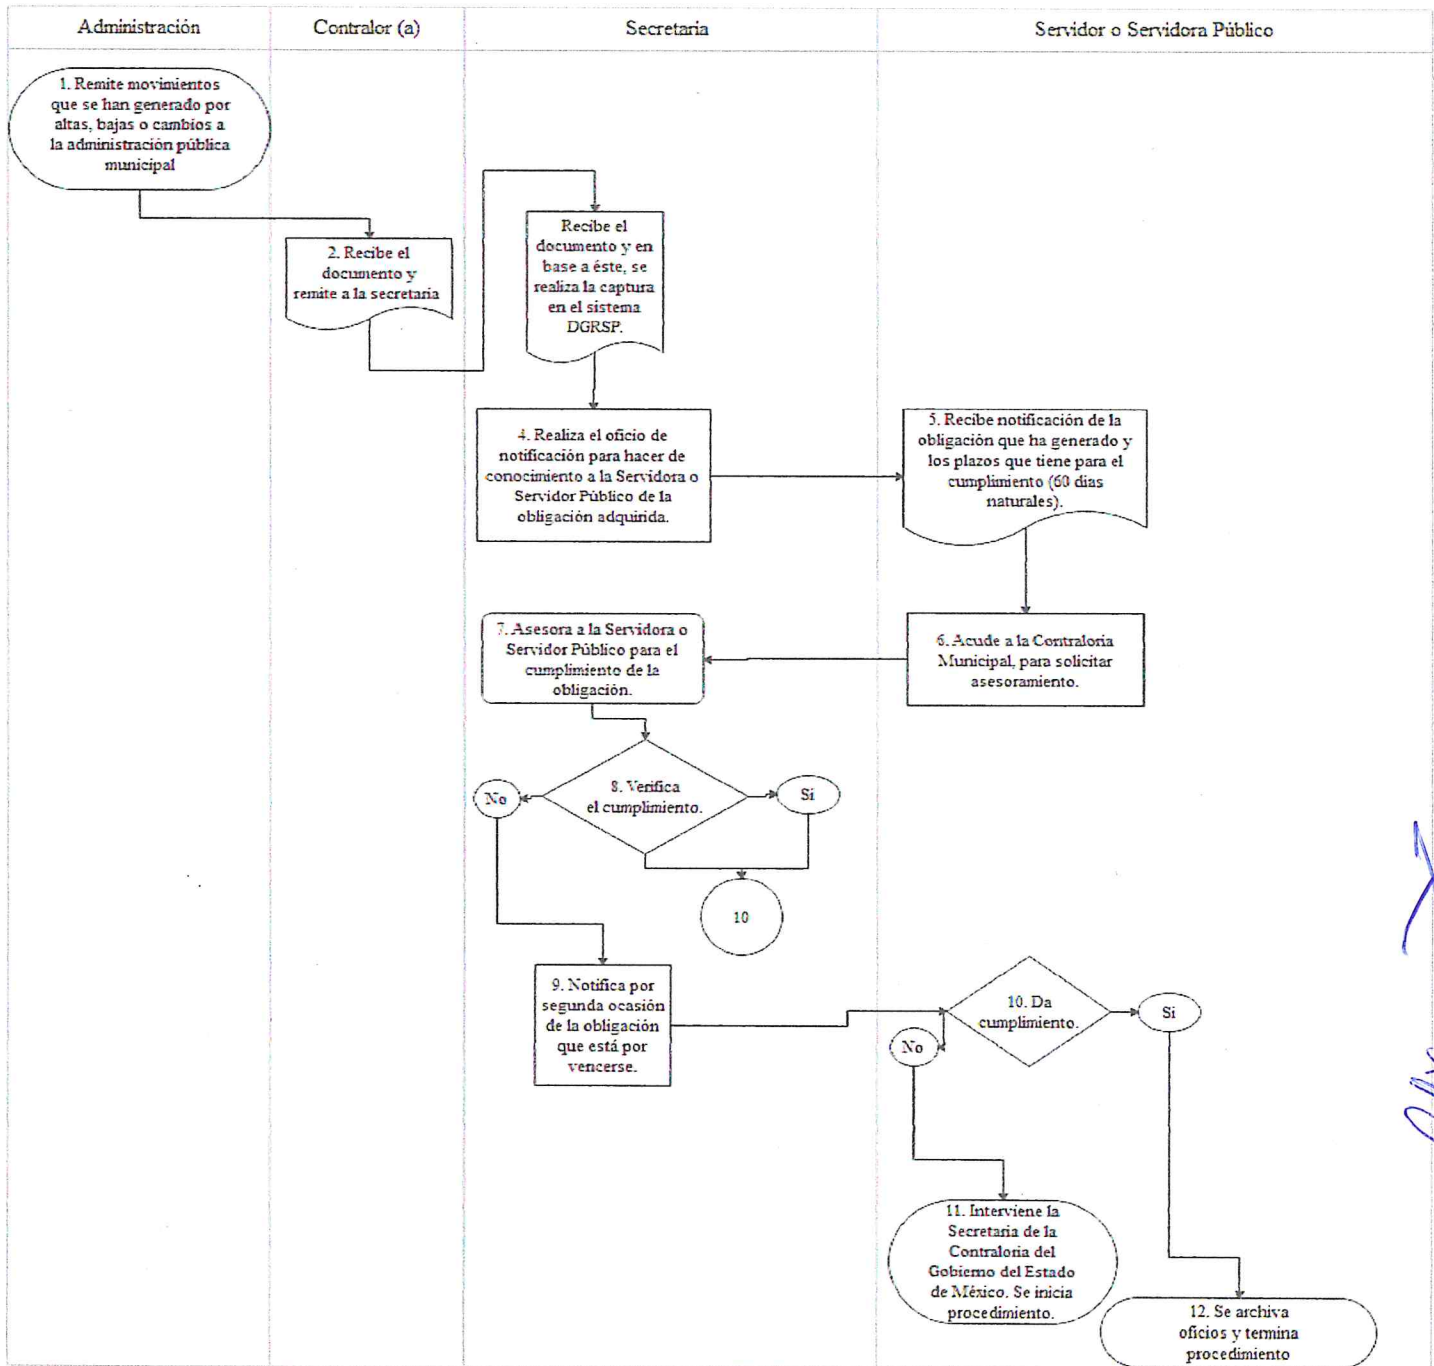 Administración
Contralor (a)
Secretaria
Servidor o Servidora Público
1. Remite movimientos
que se han generado por
altas, bajas o cambios a
la administración pública
municipal
2. Recibe el
documento y
remite a la secretaria
Recibe el
documento y en
base a éste, se
realiza la captura
en el sistema
DGRSP.
4. Realiza el oficio de
notificación para hacer de
conocimiento a la Servidora o
Servidor Público de la
obligación adquirida.
5. Recibe notificación de la
obligación que ha generado y
los plazos que tiene para el
cumplimiento (60 dias
naturales).
6. Acude a la Contraloria
Municipal, para solicitar
asesoramiento.
7. Asesora a la Servidora o
Servidor Público para el
cumplimiento de la
obligación.
8. Verifica
el cumplimiento.
No
Si
10
9. Notifica por
segunda ocasión
de la obligación
que está por
vencerse.
10. Da
cumplimiento.
Si
No
11. Interviene la
Secretaria de la
Contraloria del
Gobierno del Estado
de México. Se inicia
procedimiento.
12. Se archiva
oficios y termina
procedimiento